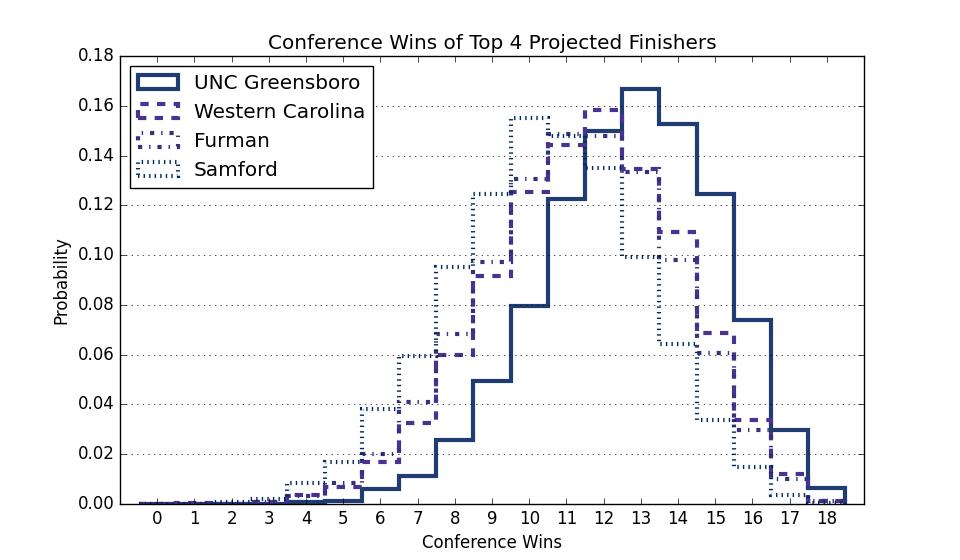 Conference Wins of Top 4 Projected Finishers
UNC Greensboro
Western Carolina
Furman
Samford
0.18
0.16
0.14
0.12
0.10
0.08
0.06
0.04
0.02
0.00
Probability
0 1 2 3 4 5 6 7 8 9 10 11 12 13 14 15 16 17 18
Conference Wins